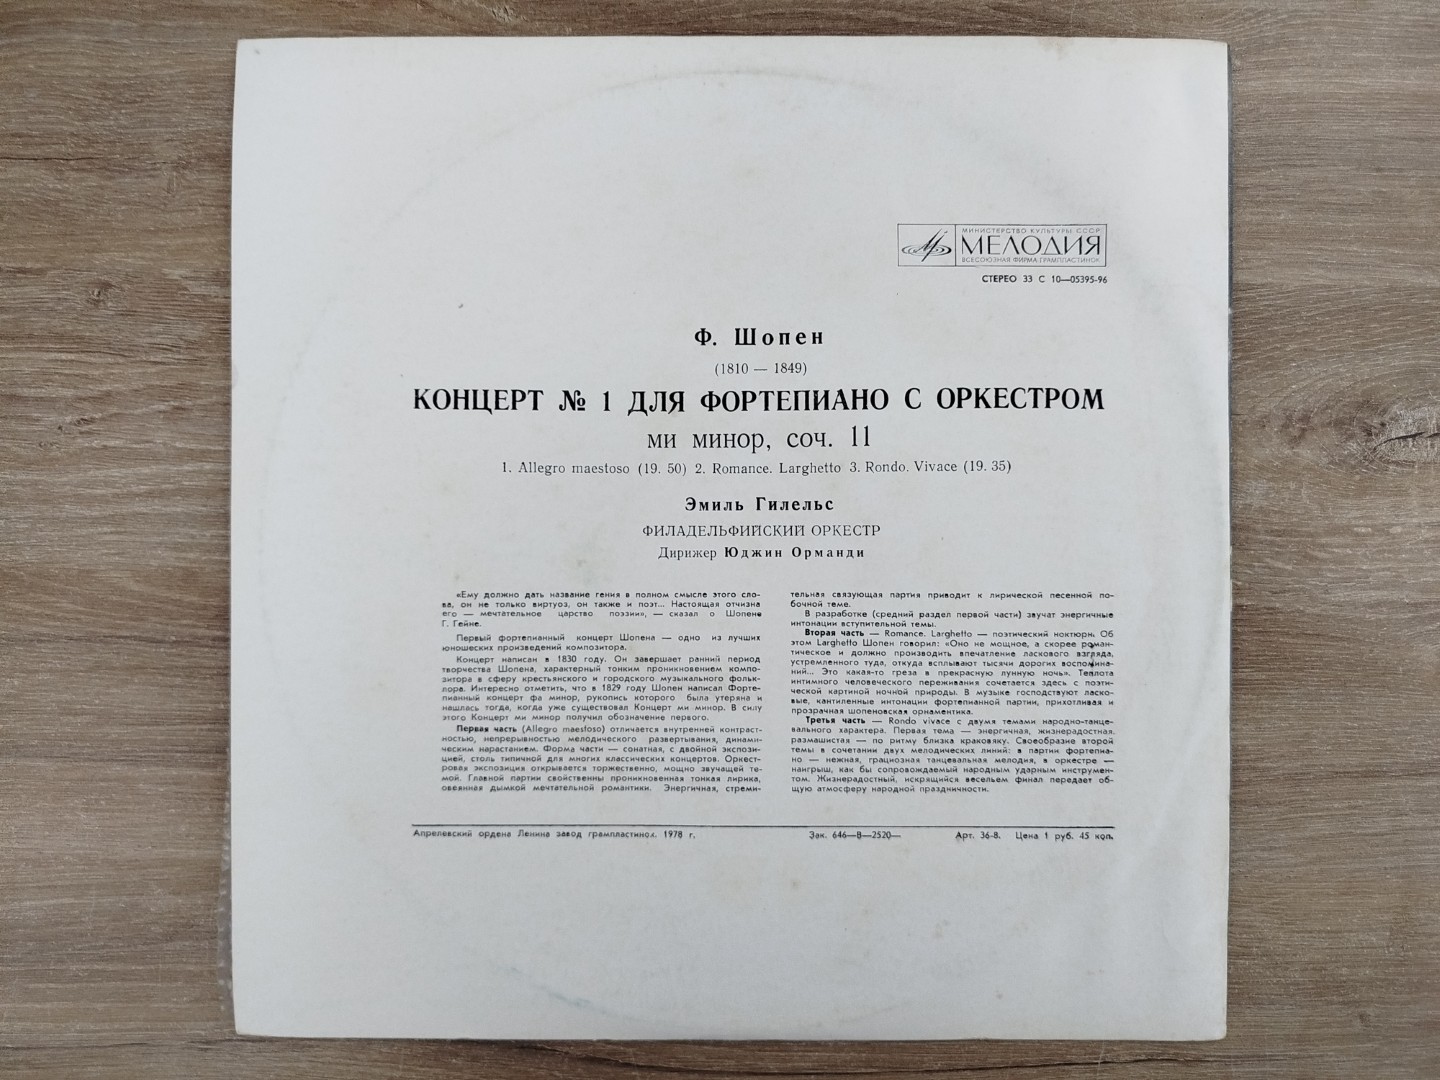 МИНИСТЕРСТВО КУЛЬТУРЫ СССР
МЕЛОДИЯ
ВСЕСОЮЗНАЯ ФИРМА ГРАМПЛАСТИНОК
СТЕРЕО 33 С 10—05395-96
Ф. Шопен
(1810 — 1849)
КОНЦЕРТ № 1 ДЛЯ ФОРТЕПИАНО С ОРКЕСТРОМ
ми минор, соч. 11
1. Allegro maestoso (19. 50) 2. Romance. Larghetto 3. Rondo. Vivace (19. 35)
Эмиль Гилельс
ФИЛАДЕЛЬФИЙСКИЙ ОРКЕСТР
Дирижер Юджин Орманди
«Ему должно дать название гения в полном смысле этого сло-
ва, он не только виртуоз, он также и поэт... Настоящая отчизна
его — мечтательное царство поэзии», — сказал о Шопене
Г. Гейне.
Первый фортепианный концерт Шопена — одно из лучших
юношеских произведений композитора.
Концерт написан в 1830 году. Он завершает ранний период
творчества Шопена, характерный тонким проникновением компо-
зитора в сферу крестьянского и городского музыкального фольк-
лора. Интересно отметить, что в 1829 году Шопен написал Форте-
пианный концерт фа минор, рукопись которого была утеряна и
нашлась тогда, когда уже существовал Концерт ми минор. В силу
этого Концерт ми минор получил обозначение первого.
Первая часть (Allegro maestoso) отличается внутренней контраст-
ностью, непрерывностью мелодического развертывания, динами-
ческим нарастанием. Форма части — сонатная, с двойной экспози-
цией, столь типичной для многих классических концертов. Оркест-
ровая экспозиция открывается торжественно, мощно звучащей те-
мой. Главной партии свойственны проникновенная тонкая лирика,
овеянная дымкой мечтательной романтики. Энергичная, стреми-
тельная связующая партия приводит к лирической песенной по-
бочной теме.
В разработке (средний раздел первой части) звучат энергичные
интонации вступительной темы.
Вторая часть — Romance. Larghetto — поэтический ноктюрн. Об
этом Larghetto Шопен говорил: «Оно не мощное, а скорее роман-
тическое и должно производить впечатление ласкового взгляда,
устремленного туда, откуда всплывают тысячи дорогих воспомина-
ний... Это какая-то греза в прекрасную лунную ночь». Теплота
интимного человеческого переживания сочетается здесь с поэти-
ческой картиной ночной природы. В музыке господствуют ласко-
вые, кантиленные интонации фортепианной партии, прихотливая и
прозрачная шопеновская орнаментика.
Третья часть — Rondo vivace с двумя темами народно-танце-
вального характера. Первая тема — энергичная, жизнерадостная,
размашистая — по ритму близка краковяку. Своеобразие второй
темы в сочетании двух мелодических линий: в партии фортепиа-
но — нежная, грациозная танцевальная мелодия, в оркестре —
наигрыш, как бы сопровождаемый народным ударным инструмен-
том. Жизнерадостный, искрящийся весельем финал передает об-
щую атмосферу народной праздничности.
Апрелевский ордена Ленина завод грампластинок. 1978 г. Зак. 646—В—2520— Арт. 36-8. Цена 1 руб. 45 коп.